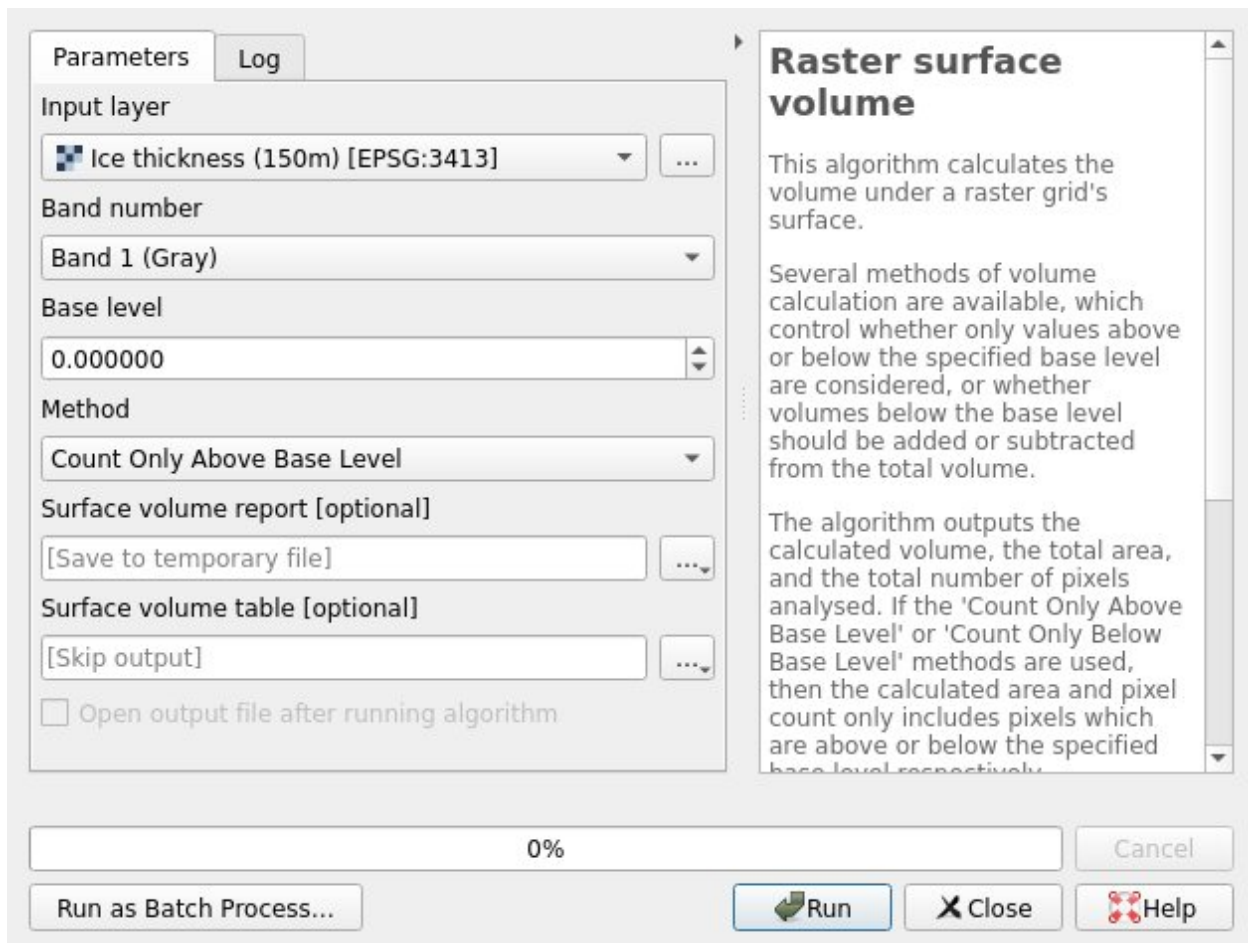 Parameters
Log
Input layer
Ice thickness (150m) [EPSG:3413]
...
Band number
Band 1 (Gray)
Base level
0.000000
Method
Count Only Above Base Level
Surface volume report [optional]
[Save to temporary file]
...
Surface volume table [optional]
[Skip output]
...
Open output file after running algorithm
Raster surface
volume
This algorithm calculates the
volume under a raster grid's
surface.
Several methods of volume
calculation are available, which
control whether only values above
or below the specified base level
are considered, or whether
volumes below the base level
should be added or subtracted
from the total volume.
The algorithm outputs the
calculated volume, the total area,
and the total number of pixels
analysed. If the 'Count Only Above
Base Level' or 'Count Only Below
Base Level' methods are used,
then the calculated area and pixel
count only includes pixels which
are above or below the specified
base level respectively.
0%
Cancel
Run as Batch Process...
Run
Close
Help